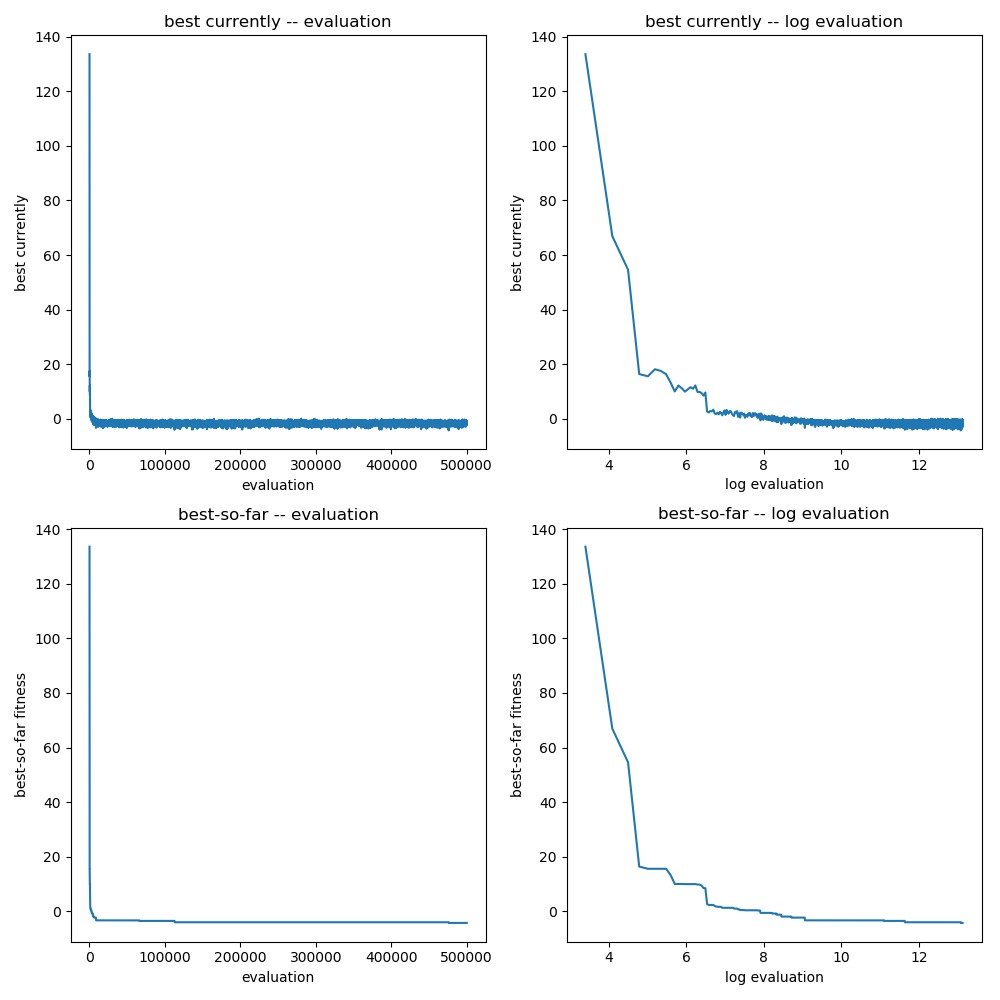 best currently -- evaluation
140
120
100
80
60
40
20
0
best currently
0 100000 200000 300000 400000 500000
evaluation
best currently -- log evaluation
140
120
100
80
60
40
20
0
best currently
4 6 8 10 12
log evaluation
best-so-far -- evaluation
140
120
100
80
60
40
20
0
best-so-far fitness
0 100000 200000 300000 400000 500000
evaluation
best-so-far -- log evaluation
140
120
100
80
60
40
20
0
best-so-far fitness
4 6 8 10 12
log evaluation